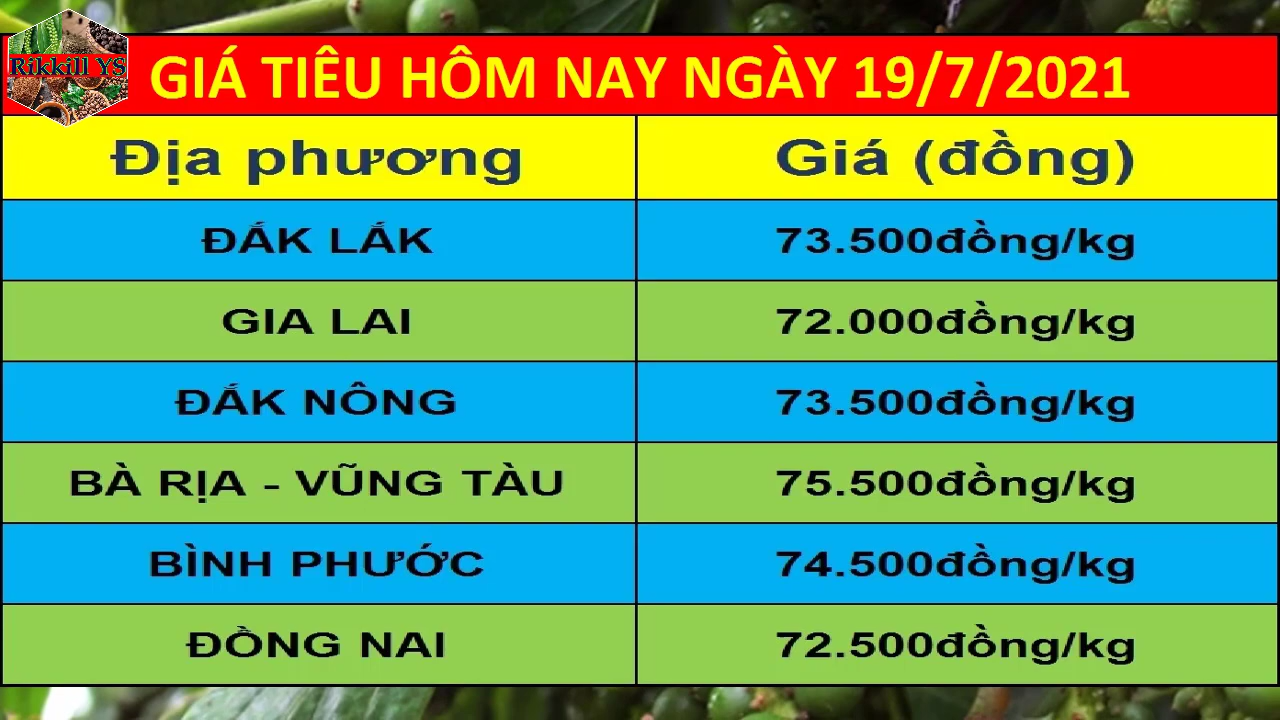 Rikkill YS
GIÁ TIÊU HÔM NAY NGÀY 19/7/2021
Địa phương Giá (đồng)
ĐẮK LẮK 73.500đồng/kg
GIA LAI 72.000đồng/kg
ĐẮK NÔNG 73.500đồng/kg
BÀ RỊA - VŨNG TÀU 75.500đồng/kg
BÌNH PHƯỚC 74.500đồng/kg
ĐỒNG NAI 72.500đồng/kg